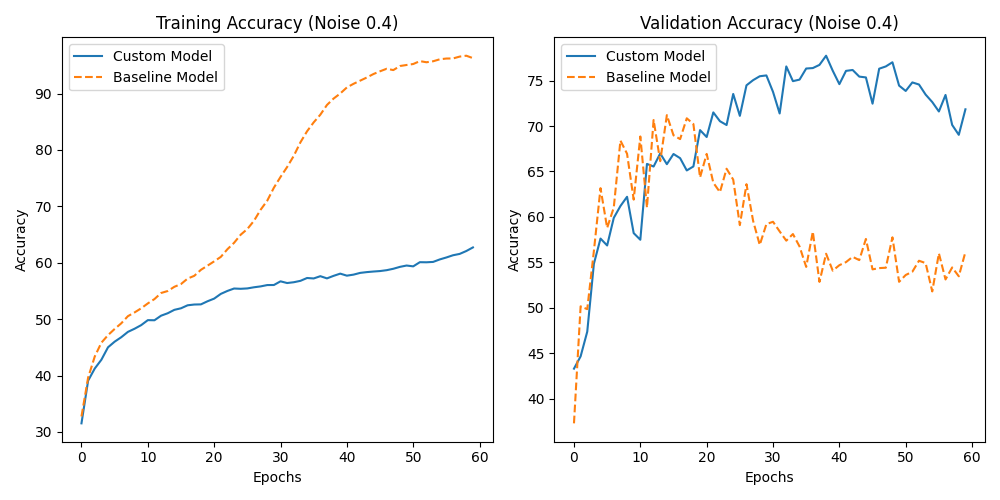 Training Accuracy (Noise 0.4)
Custom Model
Baseline Model
Accuracy
90
80
70
60
50
40
30
0 10 20 30 40 50 60
Epochs
Validation Accuracy (Noise 0.4)
Custom Model
Baseline Model
Accuracy
75
70
65
60
55
50
45
40
0 10 20 30 40 50 60
Epochs